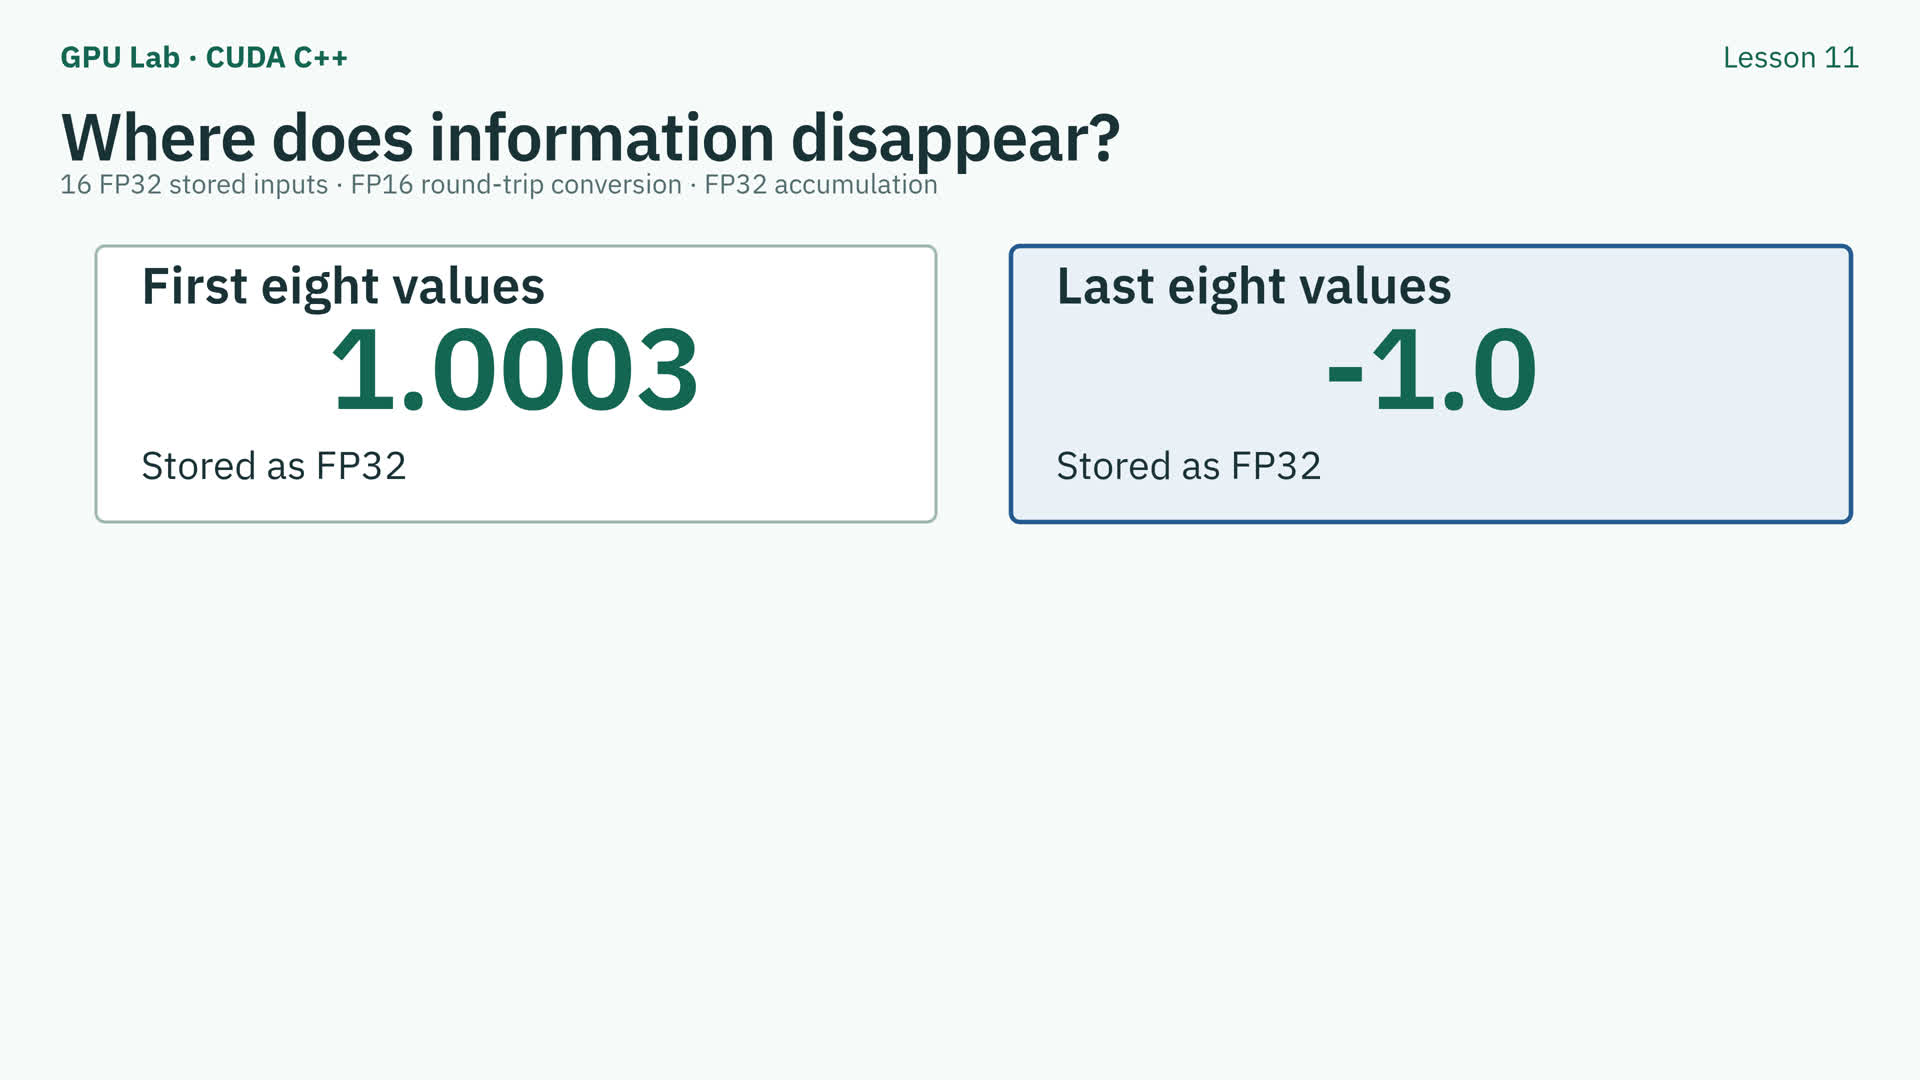 GPU Lab · CUDA C++
Lesson 11
Where does information disappear?
16 FP32 stored inputs · FP16 round-trip conversion · FP32 accumulation
First eight values
1.0003
Stored as FP32
Last eight values
-1.0
Stored as FP32